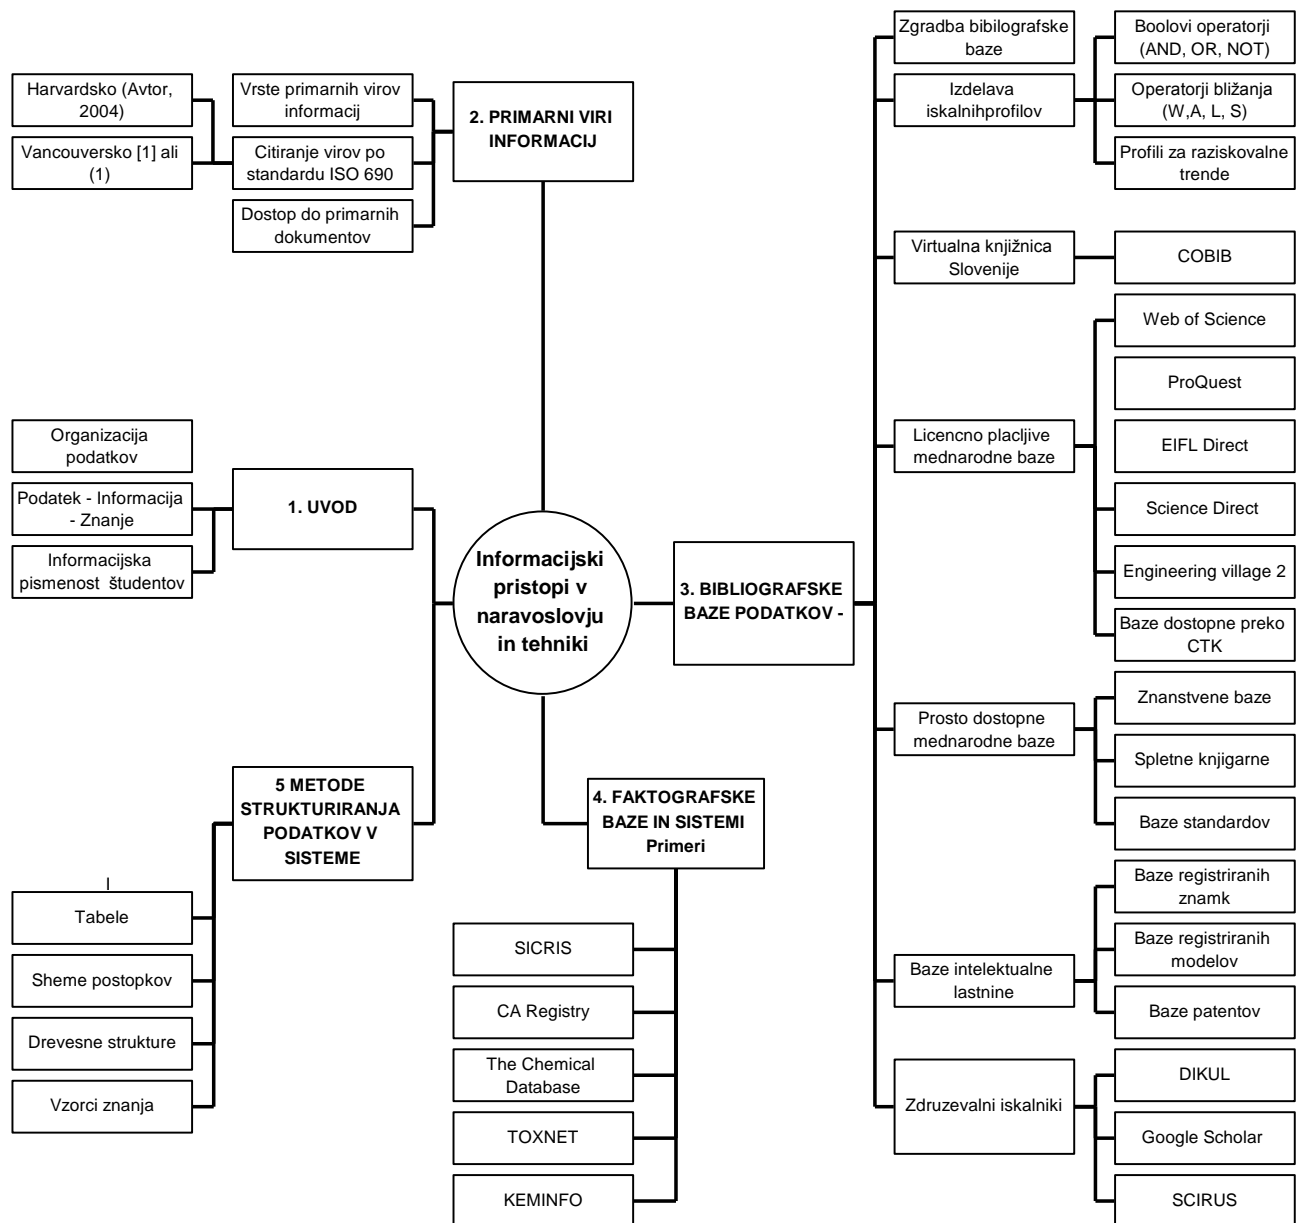 Harvardsko (Avtor,
2004)
Vancouversko [1] ali
(1)
Vrste primarnih virov
informacij
Citiranje virov po
standardu ISO 690
Dostop do primarnih
dokumentov
2. PRIMARNI VIRI
INFORMACIJ
Organizacija
podatkov
Podatek - Informacija
- Znanje
Informacijska
pismenost študentov
1. UVOD
Informacijski
pristopi v
naravoslovju
in tehniki
5 METODE
STRUKTURIRANJA
PODATKOV V
SISTEME
Tabele
Sheme postopkov
Drevesne strukture
Vzorci znanja
4. FAKTOGRAFSKE
BAZE IN SISTEMI
Primeri
SICRIS
CA Registry
The Chemical
Database
TOXNET
KEMINFO
3. BIBLIOGRAFSKE
BAZE PODATKOV -
Zgradba bibilografske
baze
Izdelava
iskalnihprofilov
Boolovi operatorji
(AND, OR, NOT)
Operatorji bližanja
(W,A, L, S)
Profili za raziskovalne
trende
Virtualna knjižnica
Slovenije
COBIB
Licencno placljive
mednarodne baze
Web of Science
ProQuest
EIFL Direct
Science Direct
Engineering village 2
Baze dostopne preko
CTK
Prosto dostopne
mednarodne baze
Znanstvene baze
Spletne knjigarne
Baze standardov
Baze intelektualne
lastnine
Baze registriranih
znamk
Baze registriranih
modelov
Baze patentov
Zdruzevalni iskalniki
DIKUL
Google Scholar
SCIRUS